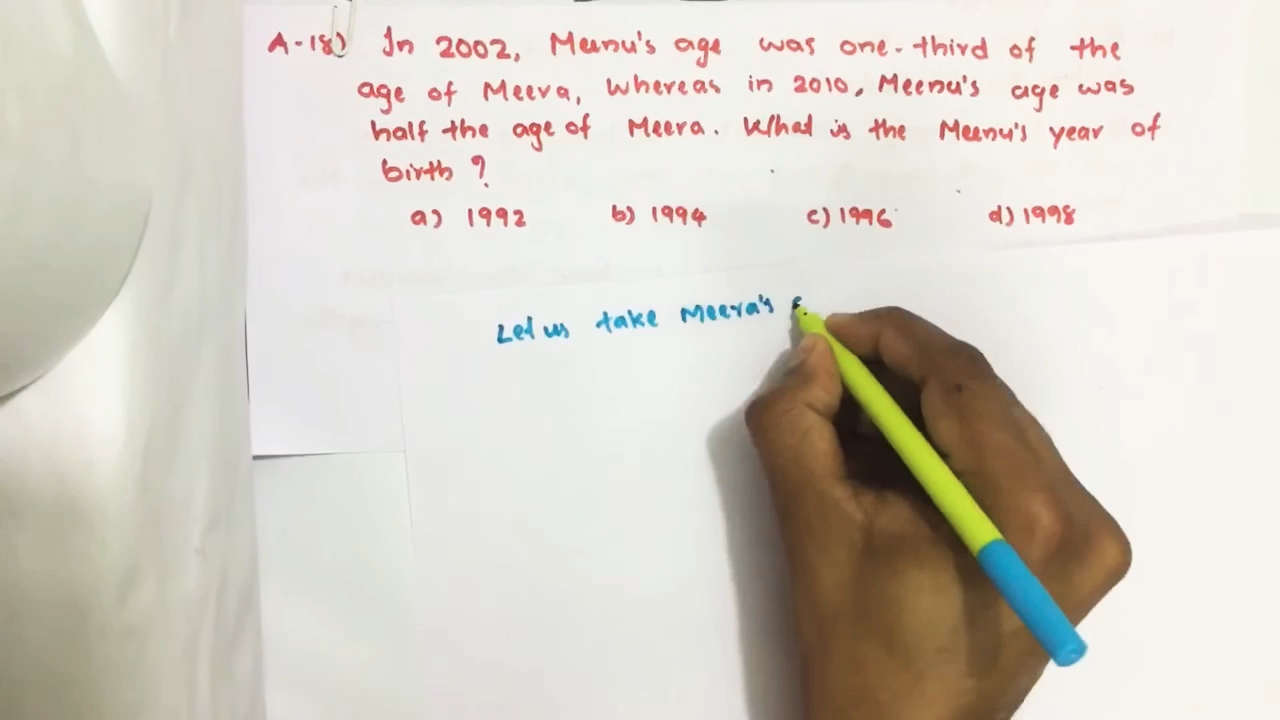 A-18) In 2002, Meenu's age was one-third of the
age of Meera, whereas in 2010, Meenu's age was
half the age of Meera. What is the Meenu's year of
birth ?
a) 1992 b) 1994 c) 1996 d) 1998
Let us take Meera's